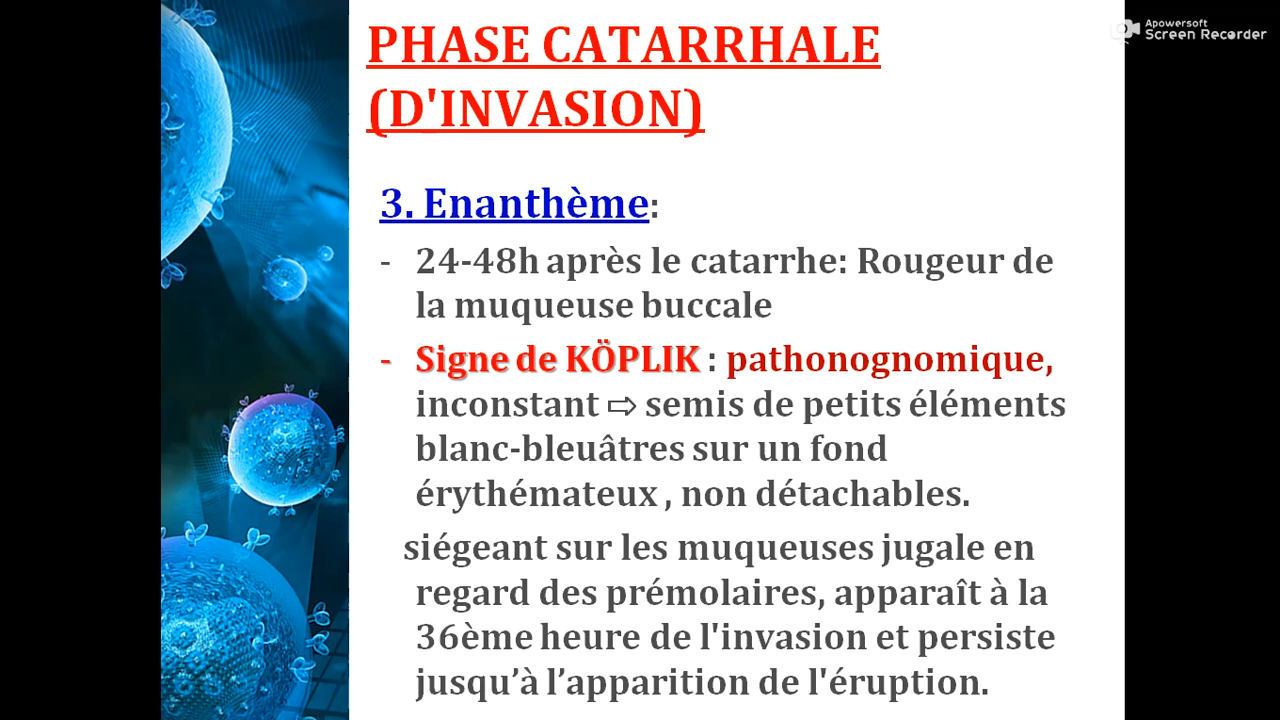 PHASE CATARRHALE
(D'INVASION)
Apowersoft
Screen Recorder
3. Enanthème:
- 24-48h après le catarrhe: Rougeur de
la muqueuse buccale
- Signe de KÖPLIK : pathonognomique,
inconstant ⇨ semis de petits éléments
blanc-bleuâtres sur un fond
érythémateux , non détachables.
siégeant sur les muqueuses jugale en
regard des prémolaires, apparaît à la
36ème heure de l'invasion et persiste
jusqu’à l’apparition de l'éruption.